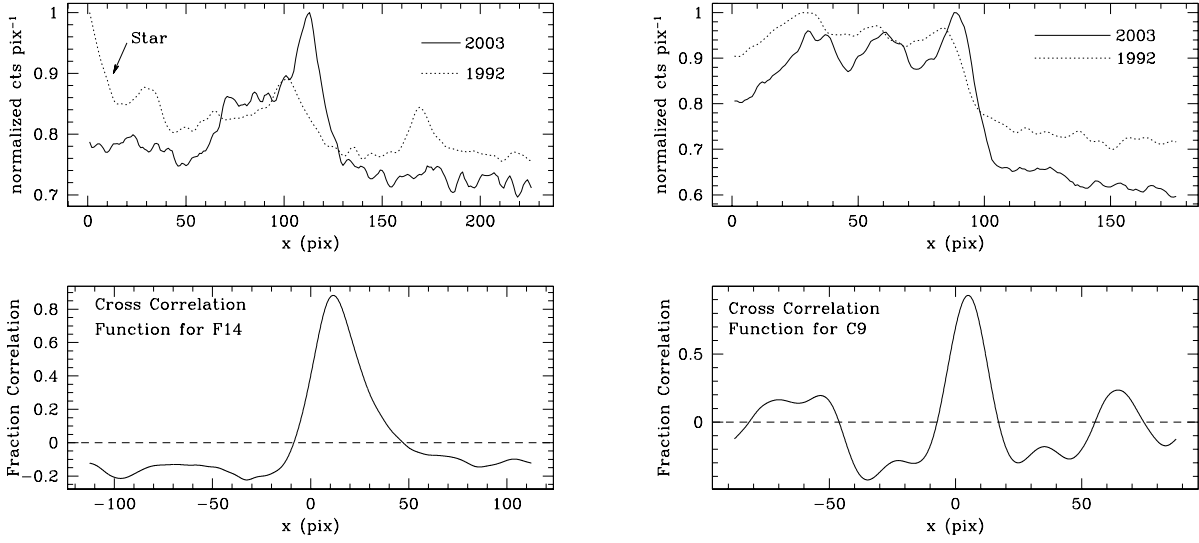 normalized cts pix⁻¹
1
0.9
0.8
0.7
Star
2003
1992
0
50
100
150
200
x (pix)
normalized cts pix⁻¹
1
0.9
0.8
0.7
0.6
2003
1992
0
50
100
150
x (pix)
Fraction Correlation
0.8
0.6
0.4
0.2
0
−0.2
Cross Correlation
Function for F14
−100
−50
0
50
100
x (pix)
Fraction Correlation
0.5
0
Cross Correlation
Function for C9
−50
0
50
x (pix)